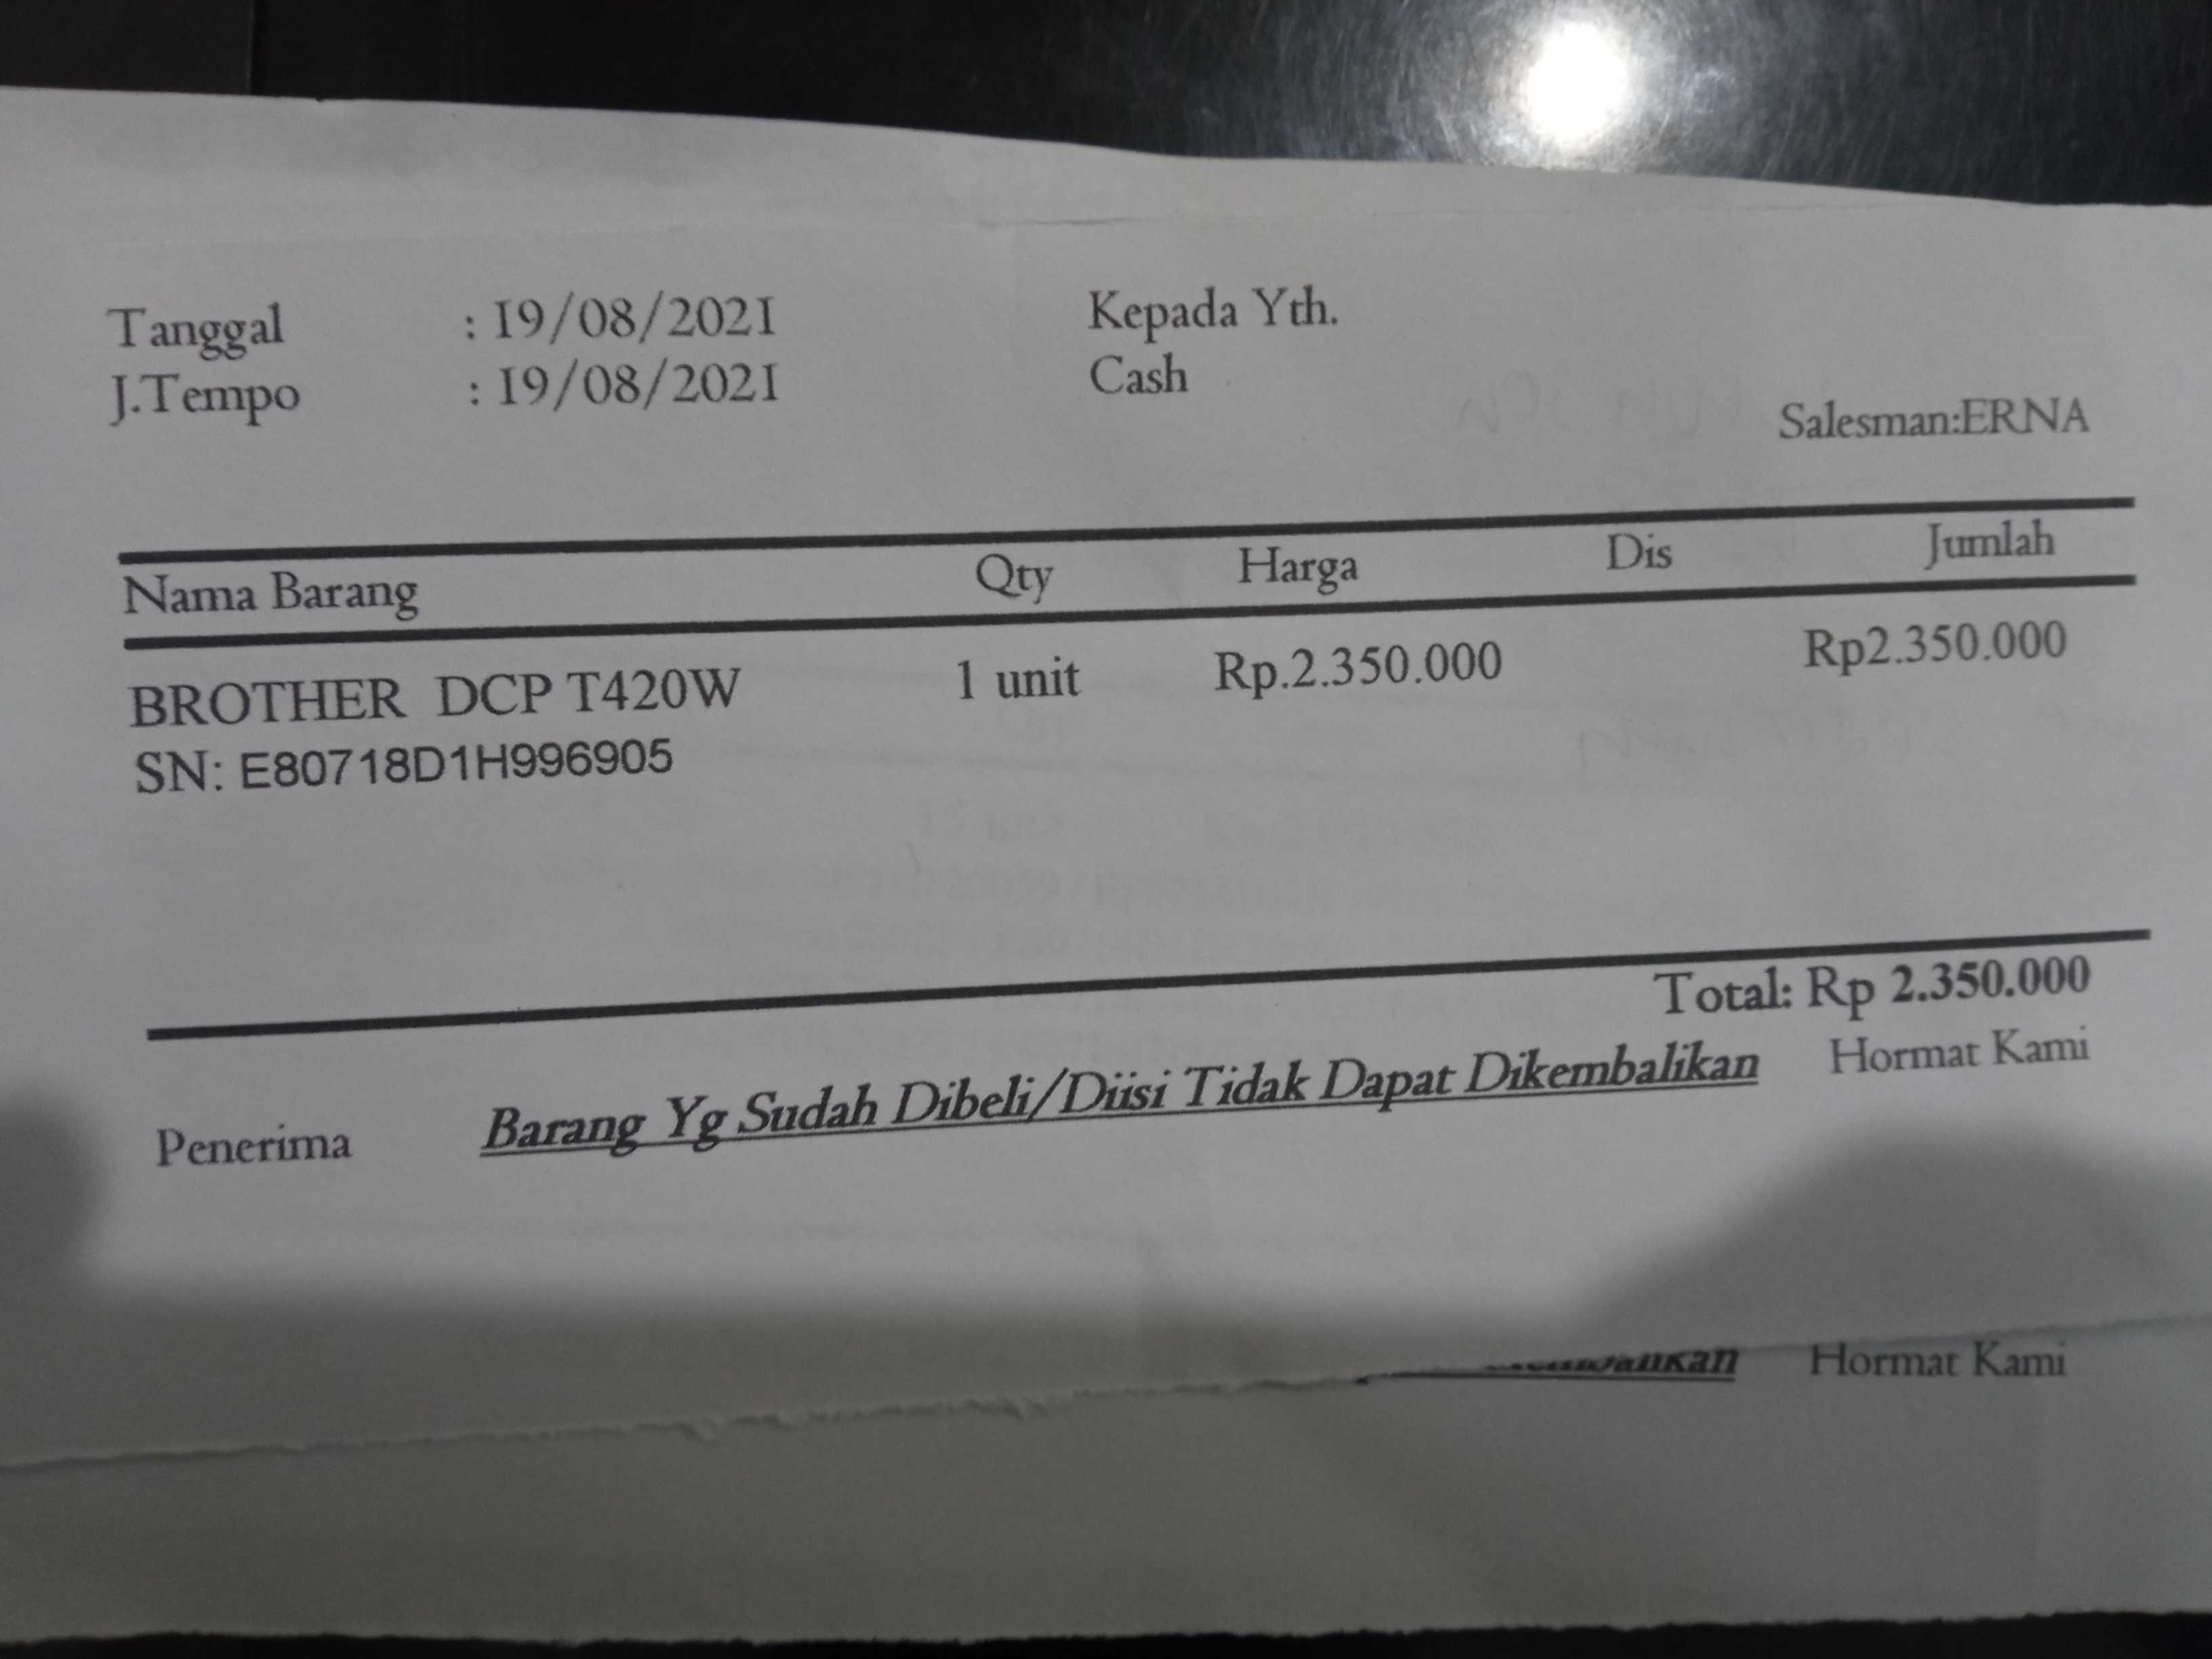 Tanggal : 19/08/2021 Kepada Yth.
J.Tempo : 19/08/2021 Cash
Salesman:ERNA
Nama Barang Qty Harga Dis Jumlah
BROTHER DCP T420W 1 unit Rp.2.350.000 Rp2.350.000
SN: E80718D1H996905
Total: Rp 2.350.000
Penerima Barang Yg Sudah Dibeli/Diisi Tidak Dapat Dikembalikan Hormat Kami
Hormat Kami